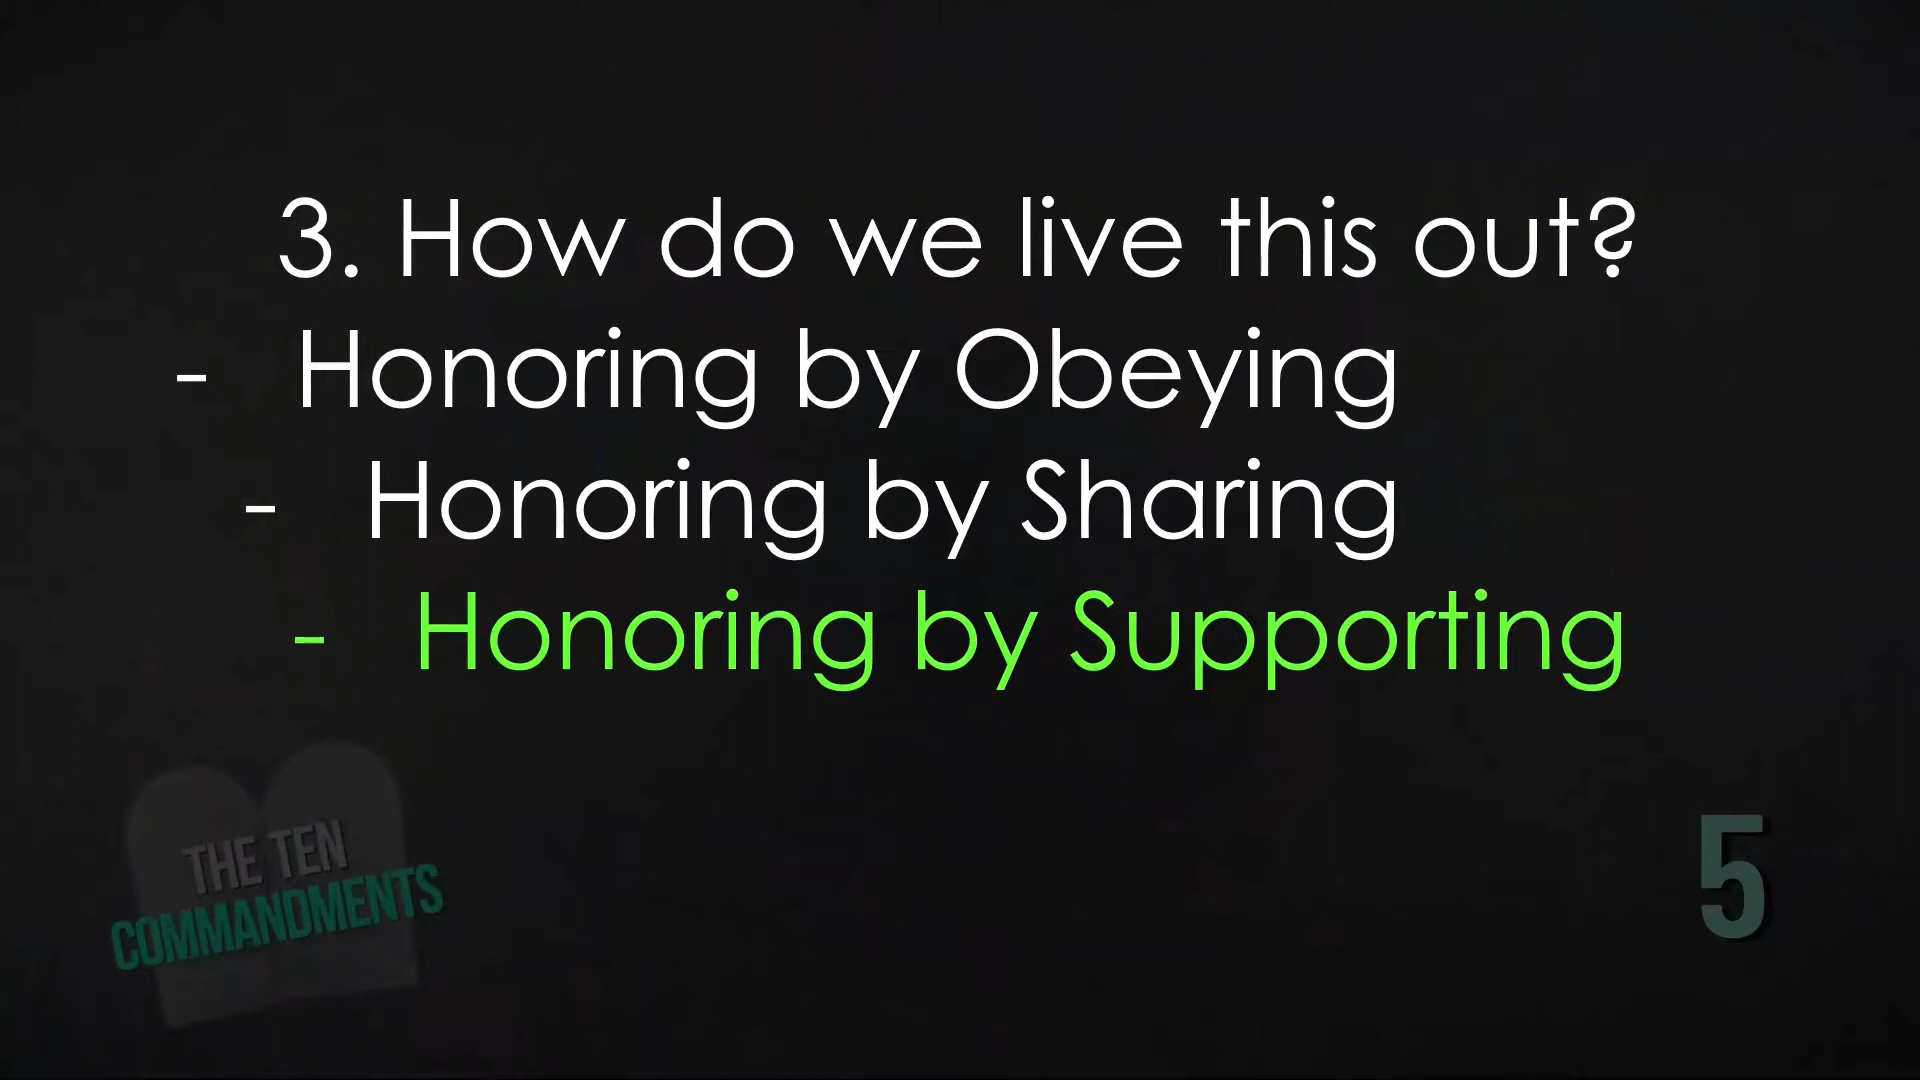 3. How do we live this out?
- Honoring by Obeying
- Honoring by Sharing
- Honoring by Supporting
THE TEN
COMMANDMENTS
5